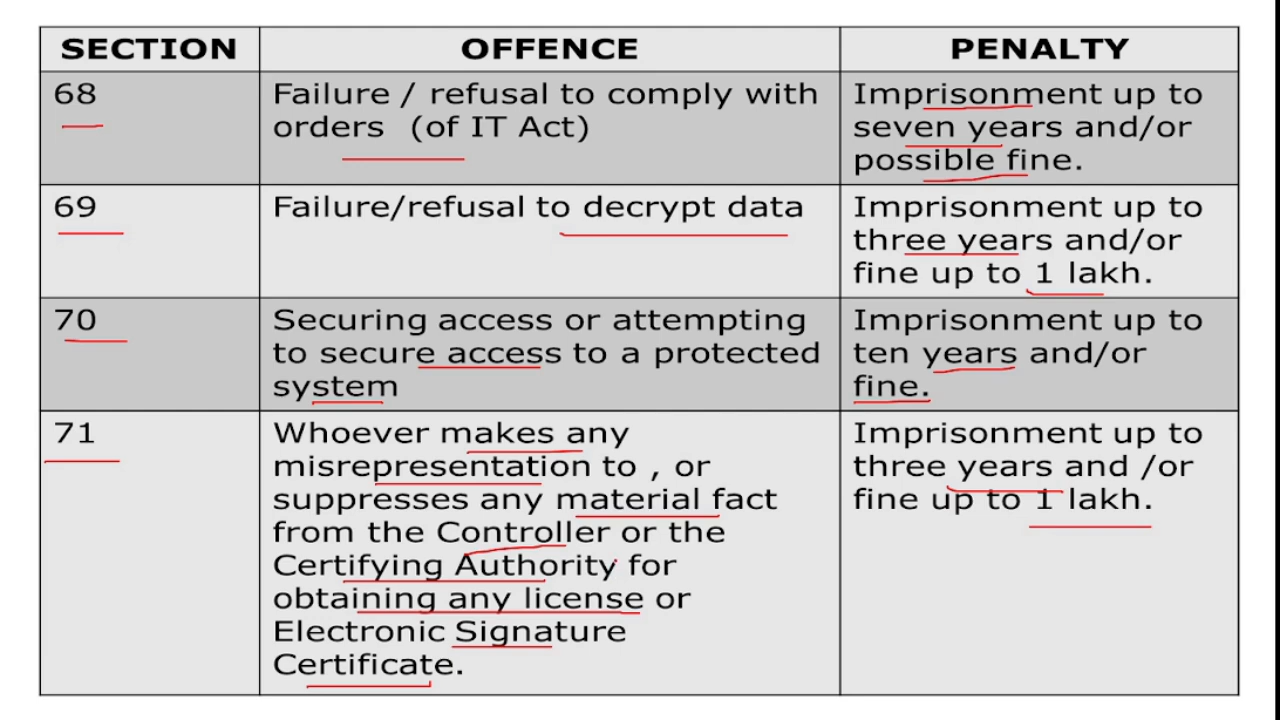 SECTION OFFENCE PENALTY
68 Failure / refusal to comply with Imprisonment up to
orders (of IT Act) seven years and/or
possible fine.
69 Failure/refusal to decrypt data Imprisonment up to
three years and/or
fine up to 1 lakh.
70 Securing access or attempting Imprisonment up to
to secure access to a protected ten years and/or
system fine.
71 Whoever makes any Imprisonment up to
misrepresentation to , or three years and /or
suppresses any material fact fine up to 1 lakh.
from the Controller or the
Certifying Authority for
obtaining any license or
Electronic Signature
Certificate.